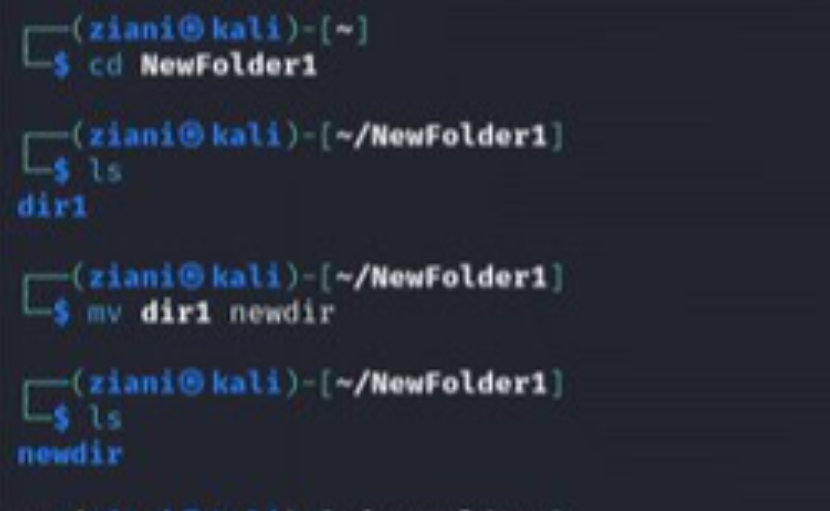 ┌──(ziani㉿kali)-[~]
└─$ cd NewFolder1
┌──(ziani㉿kali)-[~/NewFolder1]
└─$ ls
dir1
┌──(ziani㉿kali)-[~/NewFolder1]
└─$ mv dir1 newdir
┌──(ziani㉿kali)-[~/NewFolder1]
└─$ ls
newdir